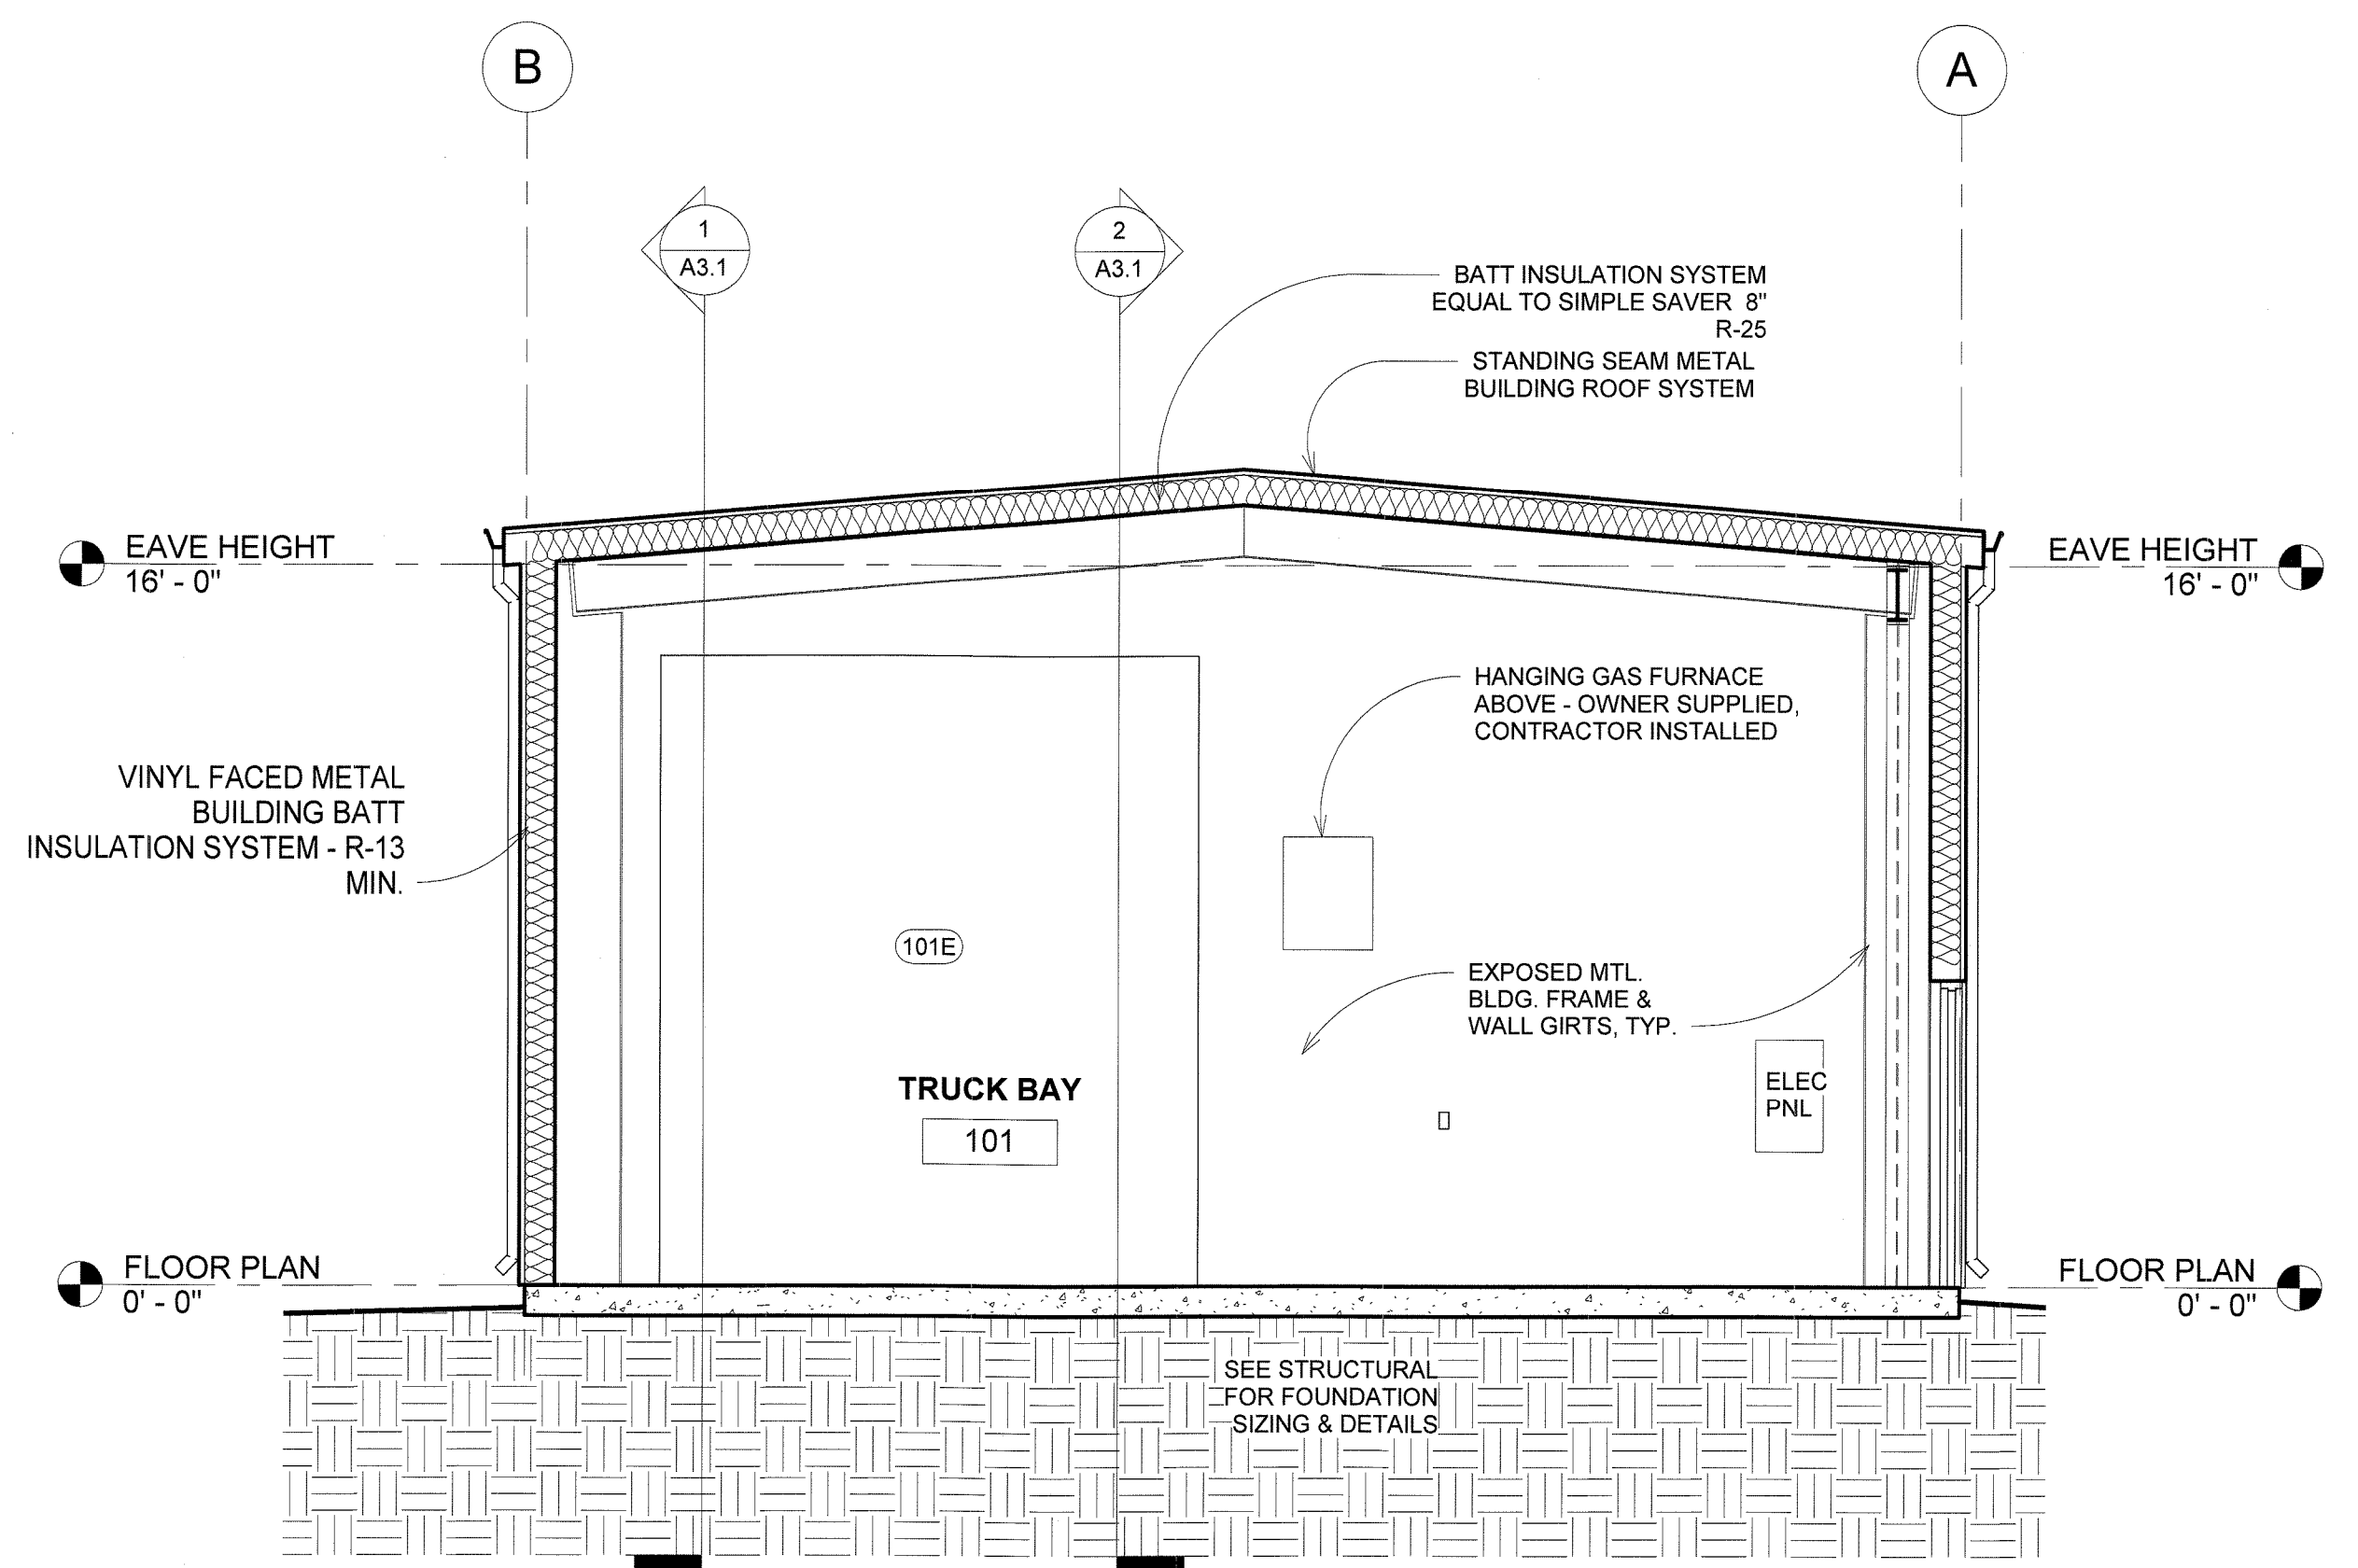 B
A
1
A3.1
2
A3.1
BATT INSULATION SYSTEM
EQUAL TO SIMPLE SAVER 8"
R-25
STANDING SEAM METAL
BUILDING ROOF SYSTEM
EAVE HEIGHT
16' - 0"
EAVE HEIGHT
16' - 0"
HANGING GAS FURNACE
ABOVE - OWNER SUPPLIED,
CONTRACTOR INSTALLED
VINYL FACED METAL
BUILDING BATT
INSULATION SYSTEM - R-13
MIN.
101E
EXPOSED MTL.
BLDG. FRAME &
WALL GIRTS, TYP.
TRUCK BAY
101
ELEC
PNL
FLOOR PLAN
0' - 0"
FLOOR PLAN
0' - 0"
SEE STRUCTURAL
FOR FOUNDATION
SIZING & DETAILS